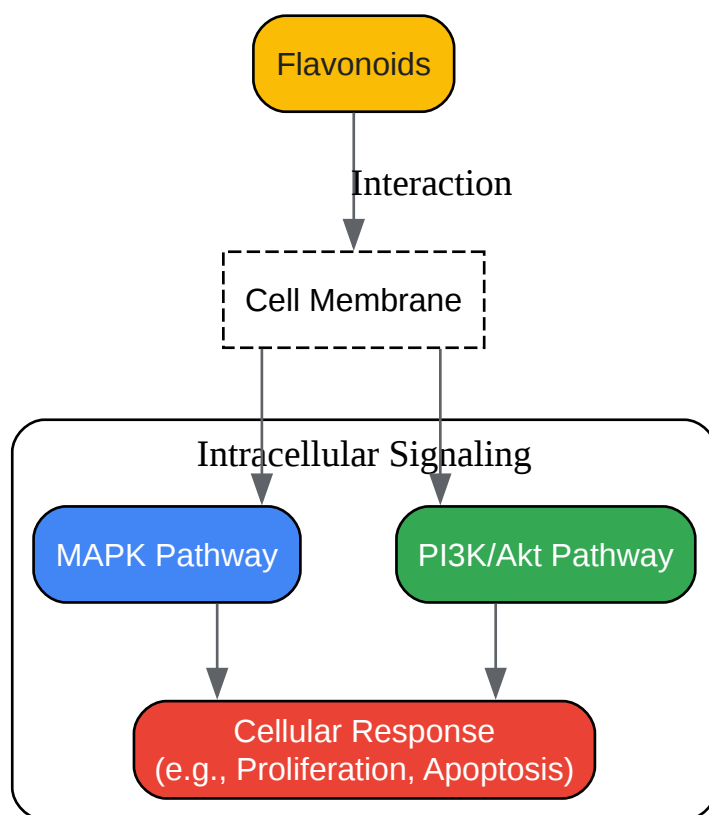 Flavonoids
Interaction
Cell Membrane
Intracellular Signaling
MAPK Pathway
PI3K/Akt Pathway
Cellular Response
(e.g., Proliferation, Apoptosis)